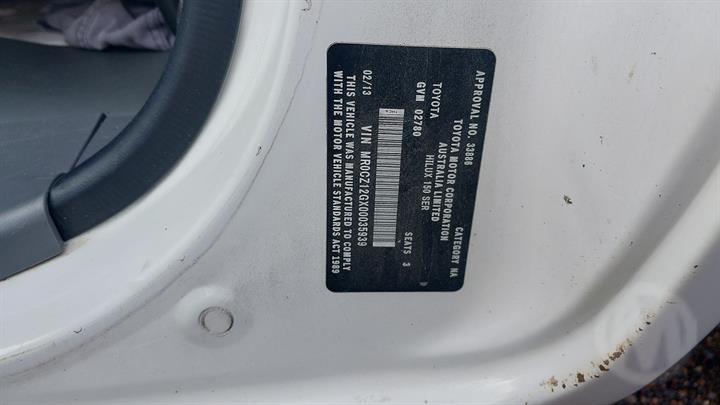 APPROVAL NO. 33886 CATEGORY NA
TOYOTA MOTOR CORPORATION
AUSTRALIA LIMITED
TOYOTA HILUX 150 SER
GVM 02780 SEATS 3
02/13 VIN MR0CZ12GX00035939
THIS VEHICLE WAS MANUFACTURED TO COMPLY
WITH THE MOTOR VEHICLE STANDARDS ACT 1989